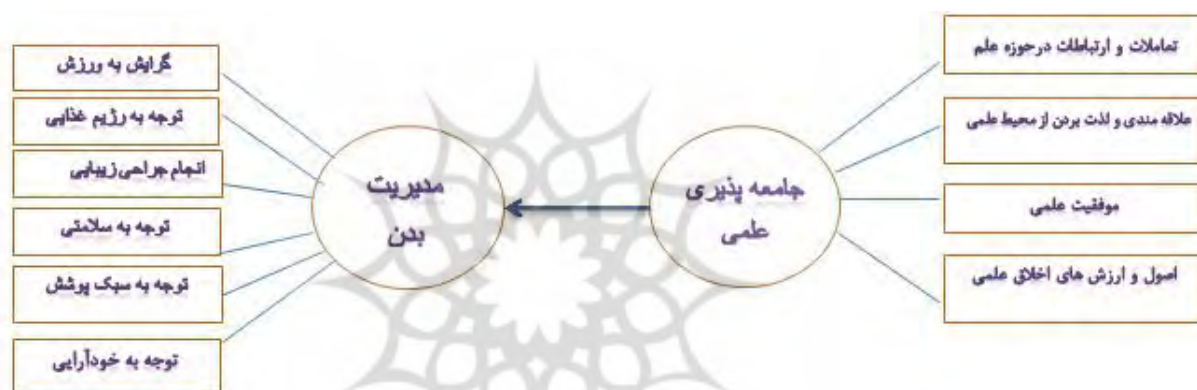 تعاملات و ارتباطات درحوزه علم
علاقه مندی و لذت بردن از محیط علمی
موفقیت علمی
اصول و ارزش های اخلاق علمی
جامعه پذیری
علمی
مدیریت
بدن
گرایش به ورزش
توجه به رژیم غذایی
انجام جراحی زیبایی
توجه به سلامتی
توجه به سبک پوشش
توجه به خودآرایی